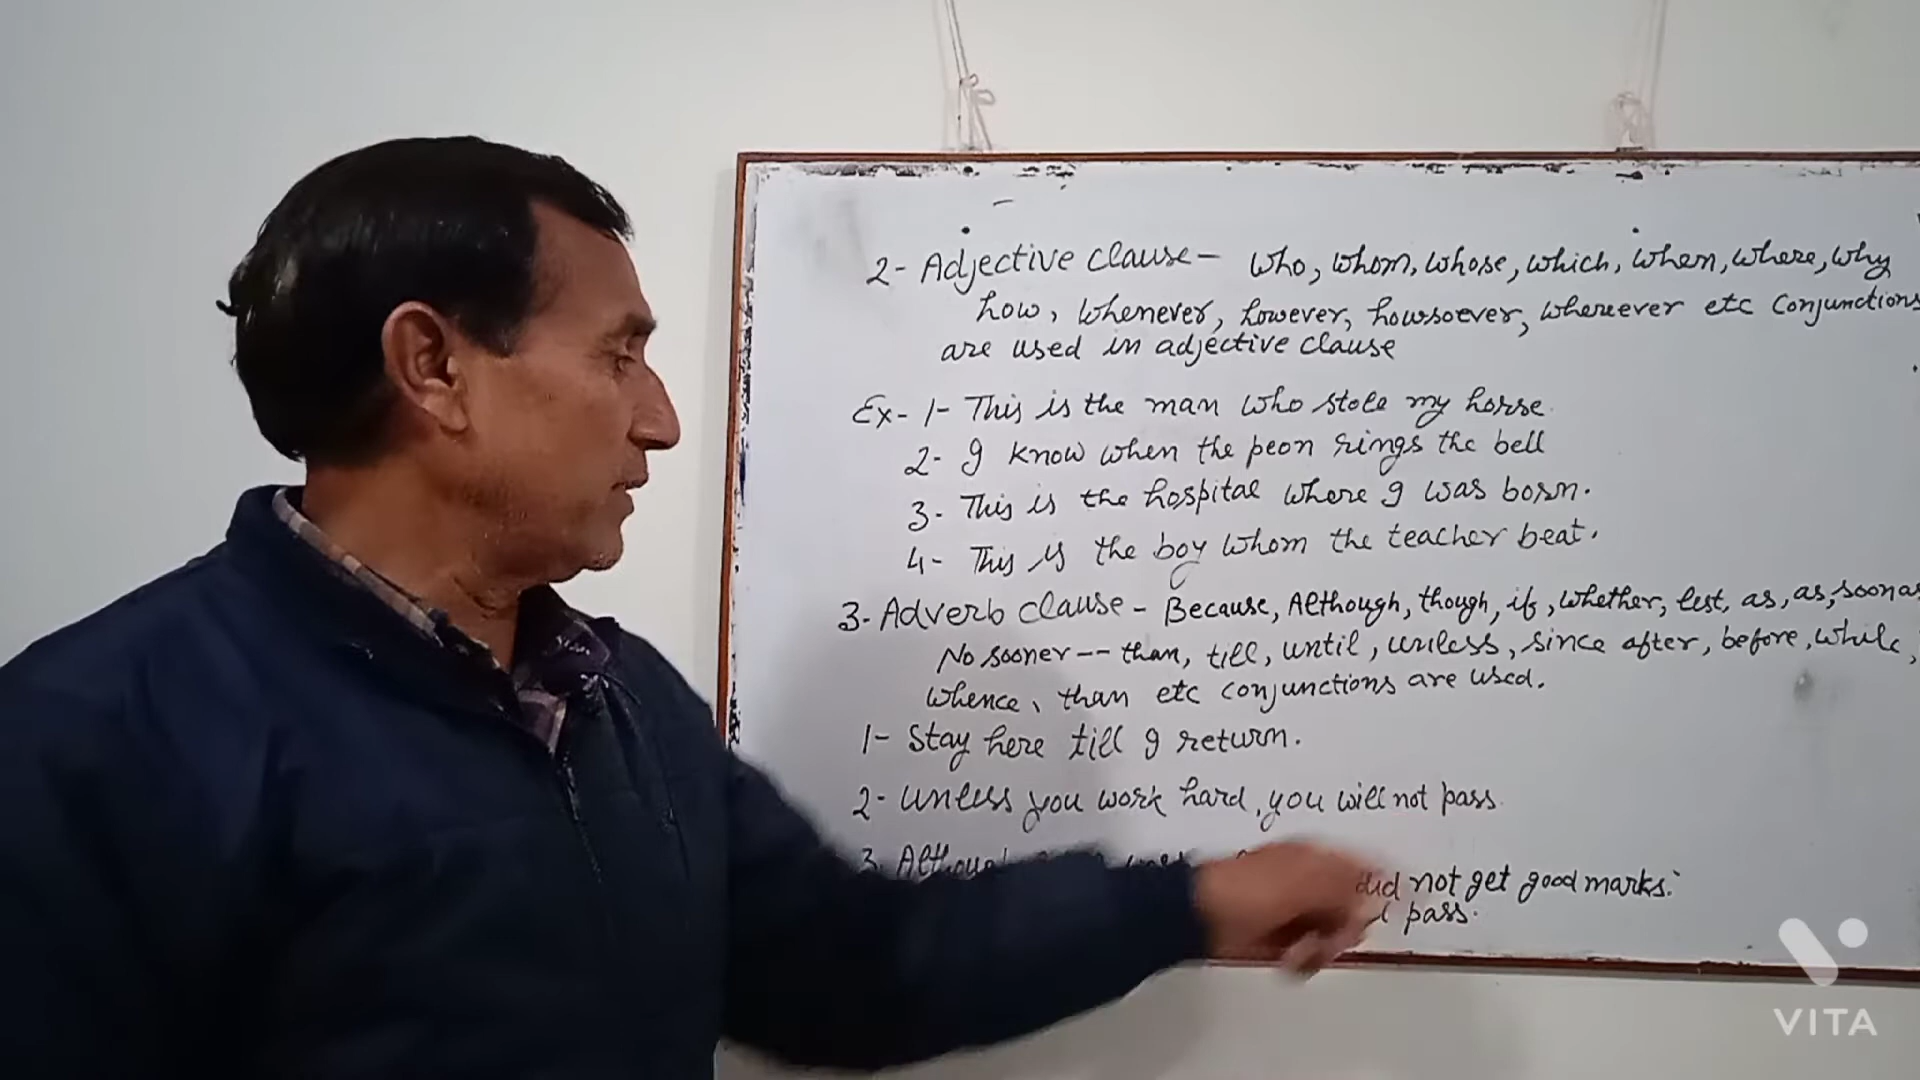 2- Adjective clause - Who, whom, whose, which, when, where, why
how, whenever, however, howsoever, whereever etc conjunctions
are used in adjective clause
Ex- 1- This is the man who stole my horse.
2- I know when the peon rings the bell
3- This is the hospital where I was born.
4- This is the boy whom the teacher beat.
3- Adverb clause - Because, Although, though, if, whether, lest, as, as, soon as
No sooner -- than, till, until, unless, since after, before, while,
whence, than etc conjunctions are used.
1- Stay here till I return.
2- unless you work hard, you will not pass.
3. did not get good marks.
pass.
VITA